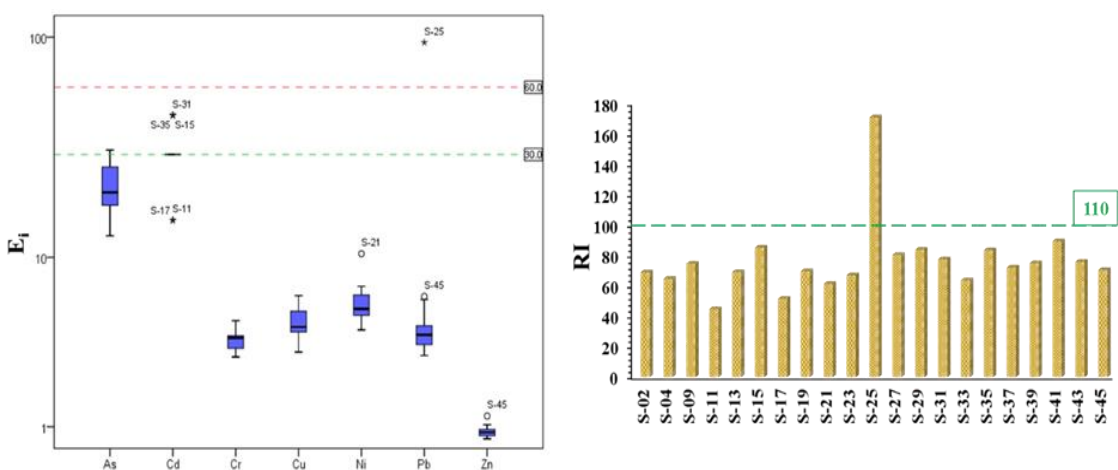 100
10
1
E_i
60.0
30.0
S-25
S-31
S-35 S-15
S-17 S-11
S-21
S-45
S-45
As Cd Cr Cu Ni Pb Zn
180
160
140
120
100
80
60
40
20
0
RI
110
S-02 S-04 S-09 S-11 S-13 S-15 S-17 S-19 S-21 S-23 S-25 S-27 S-29 S-31 S-33 S-35 S-37 S-39 S-41 S-43 S-45